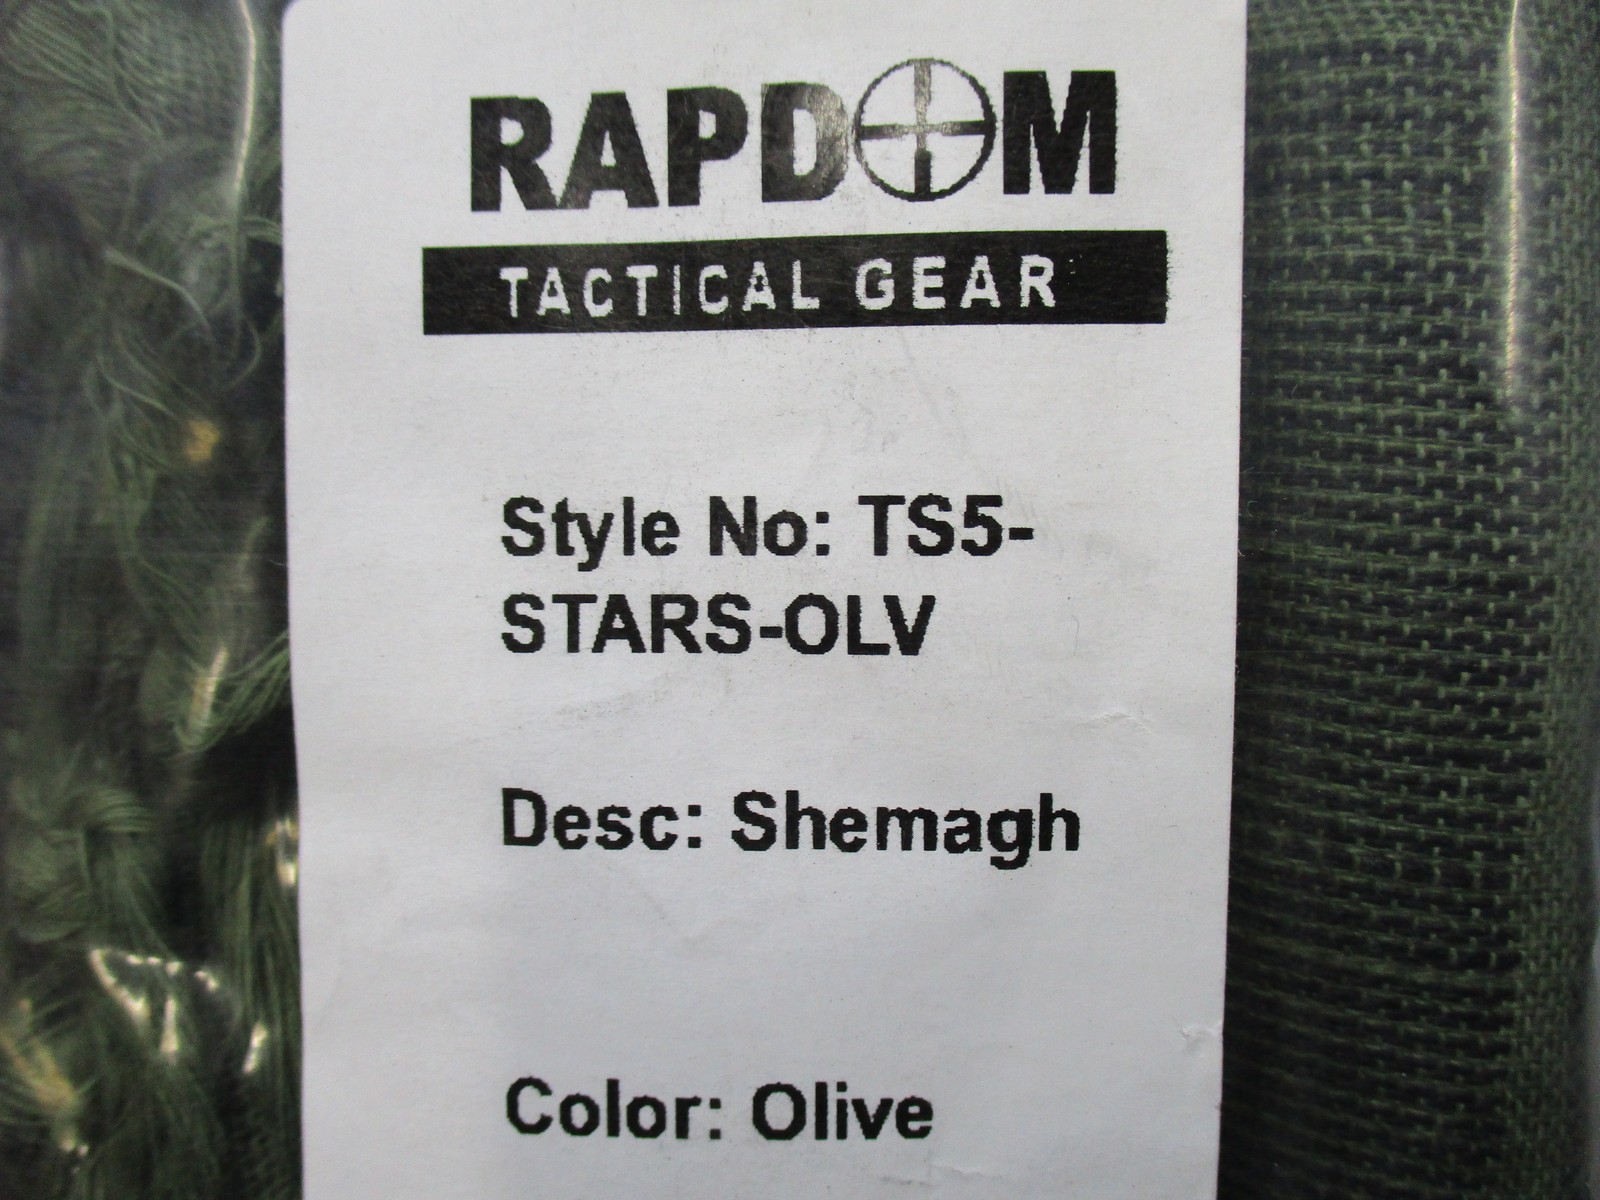 RAPDOM
TACTICAL GEAR
Style No: TS5-
STARS-OLV
Desc: Shemagh
Color: Olive